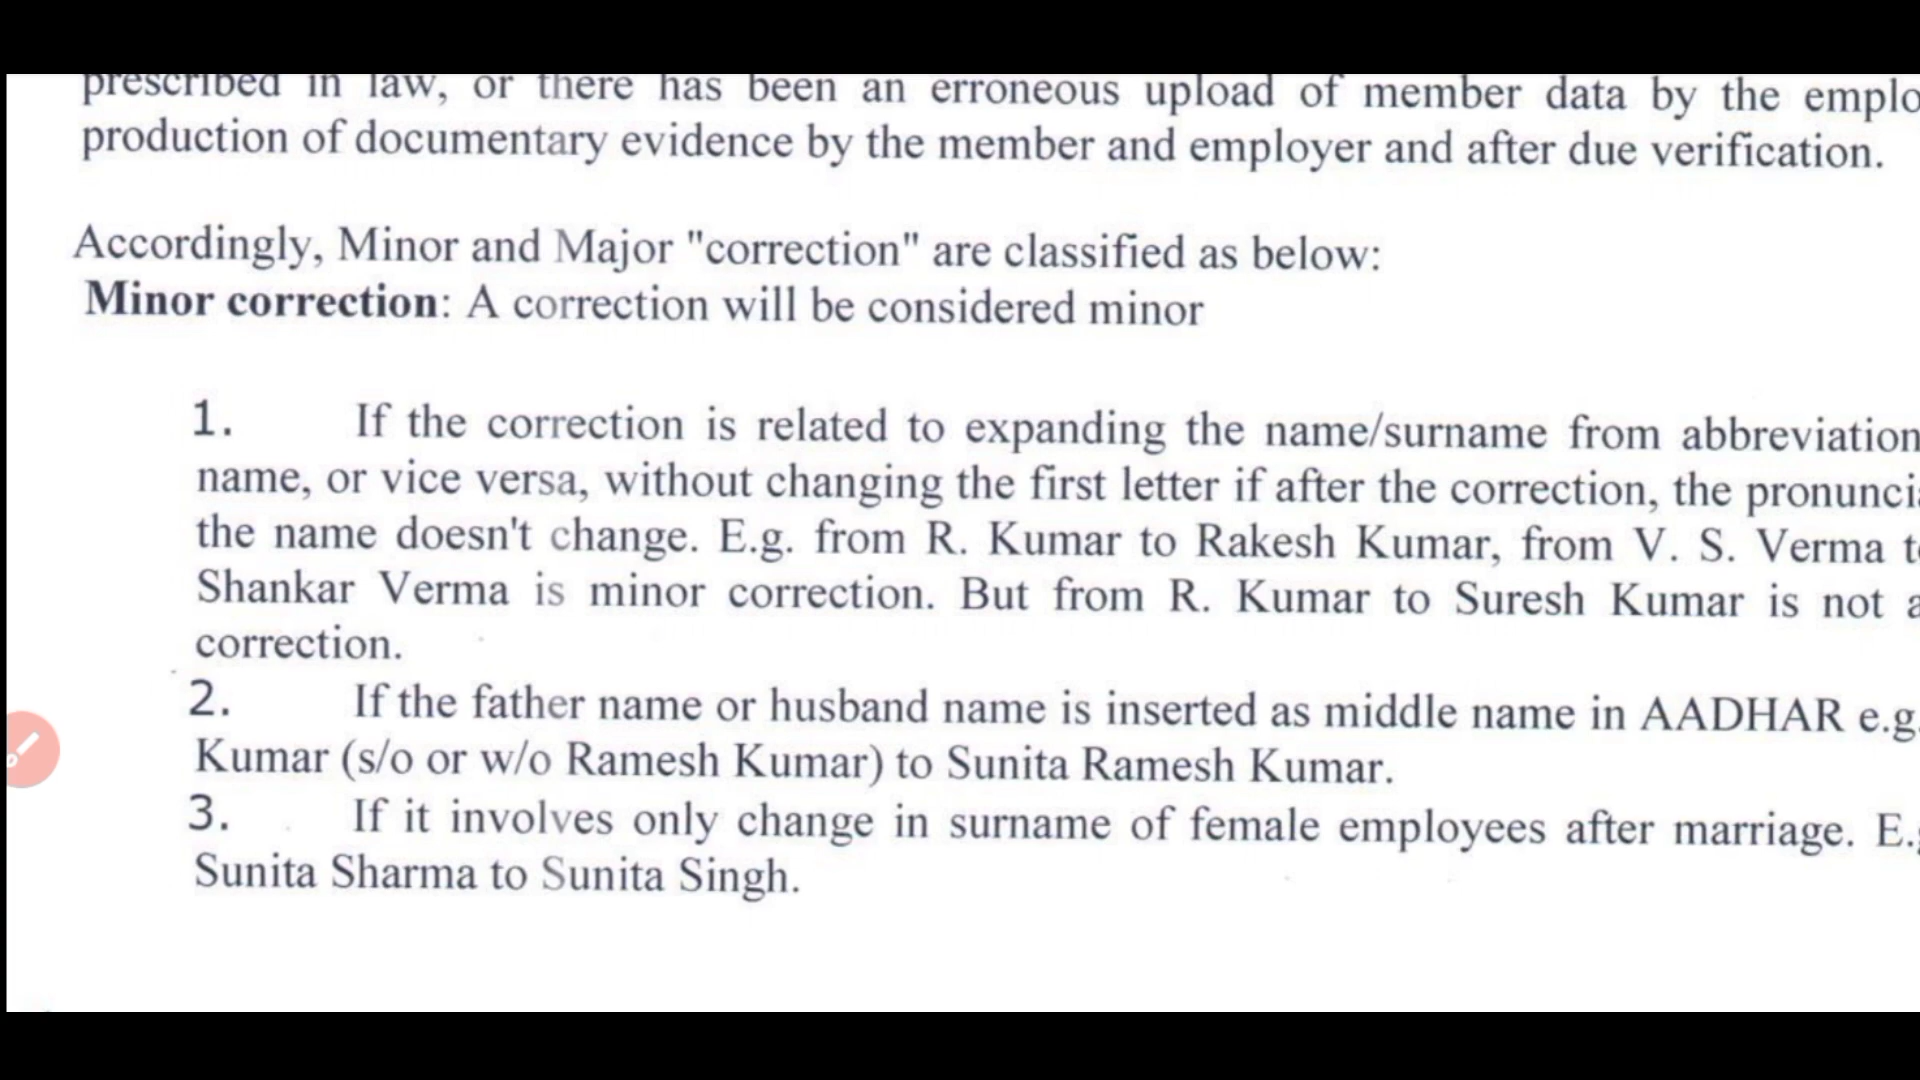 prescribed in law, or there has been an erroneous upload of member data by the emplo
production of documentary evidence by the member and employer and after due verification.
Accordingly, Minor and Major "correction" are classified as below:
Minor correction: A correction will be considered minor
1. If the correction is related to expanding the name/surname from abbreviation
name, or vice versa, without changing the first letter if after the correction, the pronunci
the name doesn't change. E.g. from R. Kumar to Rakesh Kumar, from V. S. Verma t
Shankar Verma is minor correction. But from R. Kumar to Suresh Kumar is not a
correction.
2. If the father name or husband name is inserted as middle name in AADHAR e.g.
Kumar (s/o or w/o Ramesh Kumar) to Sunita Ramesh Kumar.
3. If it involves only change in surname of female employees after marriage. E.g
Sunita Sharma to Sunita Singh.